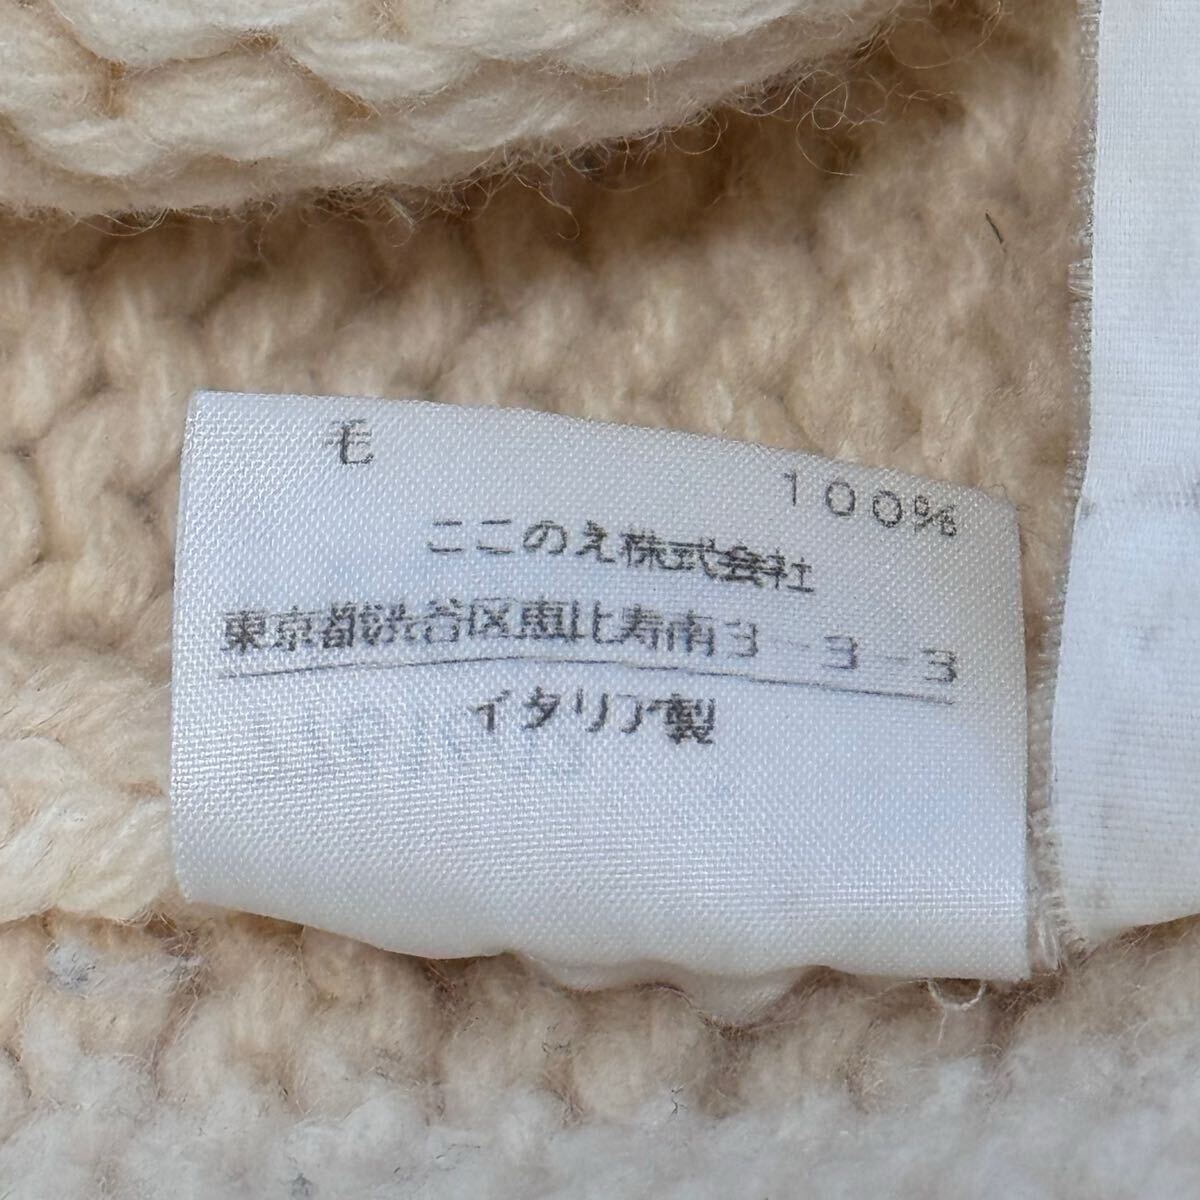 毛 100%
ここのえ株式会社
東京都渋谷区恵比寿南3-3-3
イタリア製